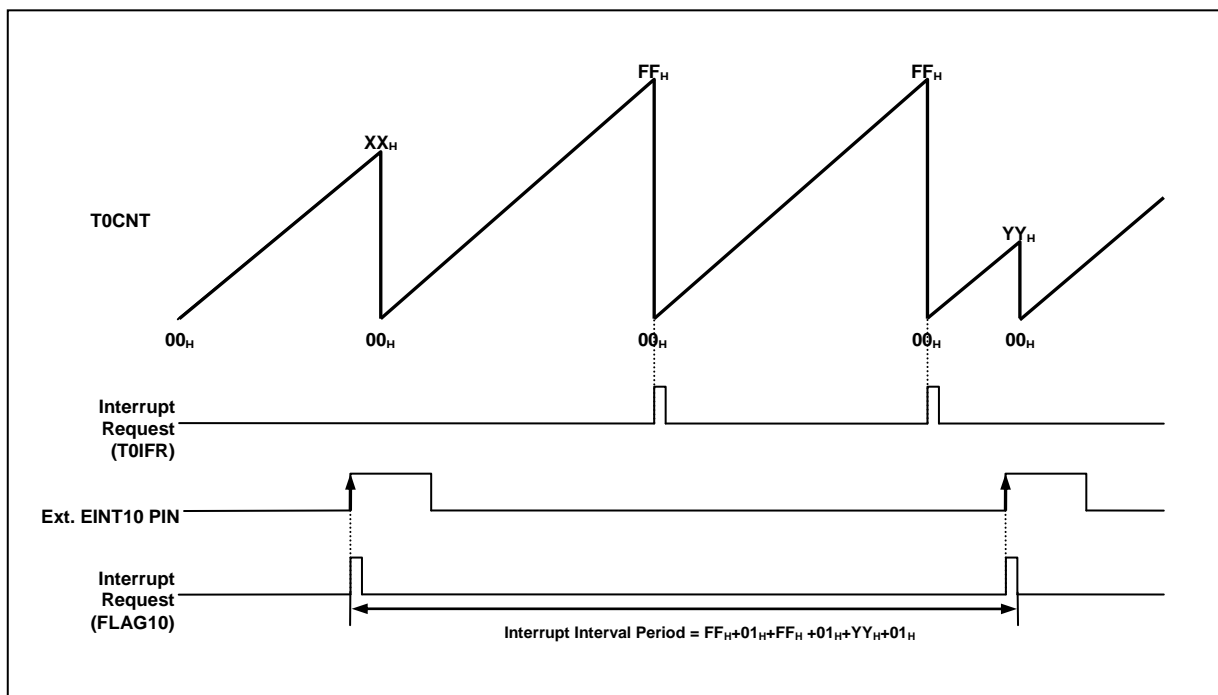 FFH
FFH
XXH
T0CNT
YYH
00H
00H
00H
00H
00H
Interrupt
Request
(T0IFR)
Ext. EINT10 PIN
Interrupt
Request
(FLAG10)
Interrupt Interval Period = FFH+01H+FFH +01H+YYH+01H